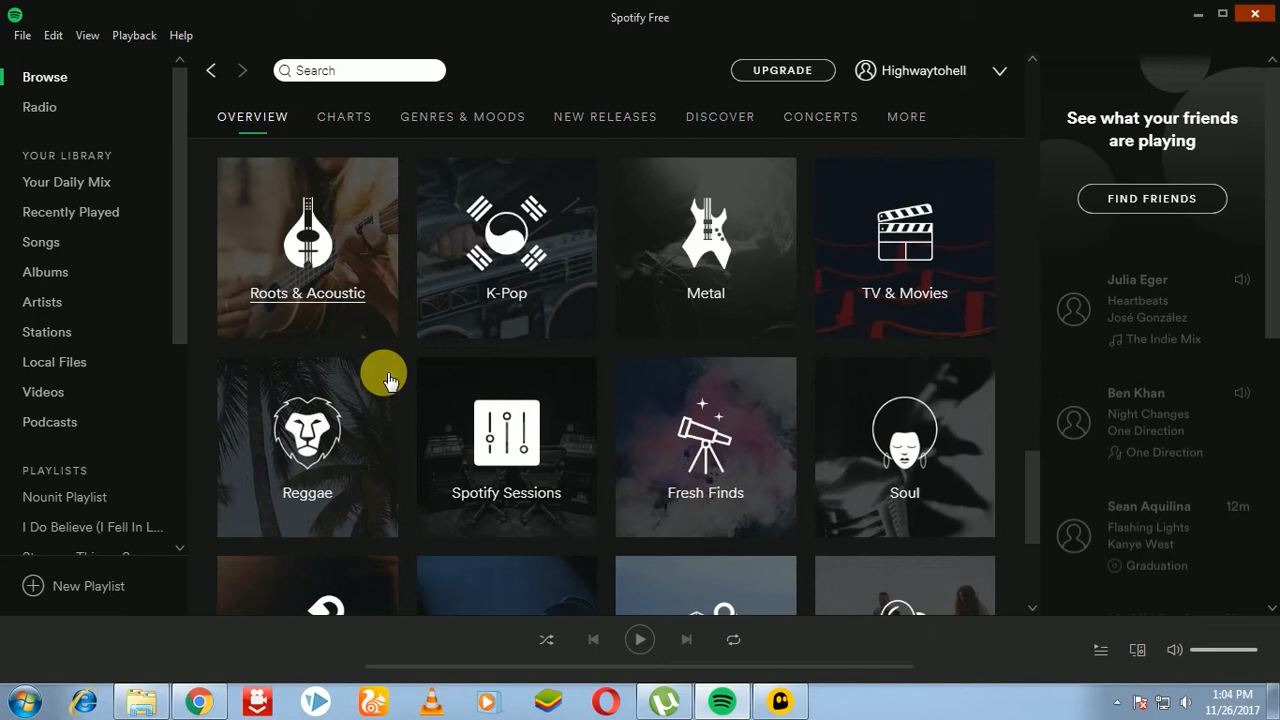 Spotify Free
File Edit View Playback Help
Browse
Radio
YOUR LIBRARY
Your Daily Mix
Recently Played
Songs
Albums
Artists
Stations
Local Files
Videos
Podcasts
PLAYLISTS
Nounit Playlist
I Do Believe (I Fell In L...
New Playlist
Search
UPGRADE
Highwaytohell
OVERVIEW CHARTS GENRES & MOODS NEW RELEASES DISCOVER CONCERTS MORE
Roots & Acoustic
K-Pop
Metal
TV & Movies
Reggae
Spotify Sessions
Fresh Finds
Soul
See what your friends
are playing
FIND FRIENDS
Julia Eger
Heartbeats
José González
The Indie Mix
Ben Khan
Night Changes
One Direction
One Direction
Sean Aquilina 12m
Flashing Lights
Kanye West
Graduation
1:04 PM
11/26/2017